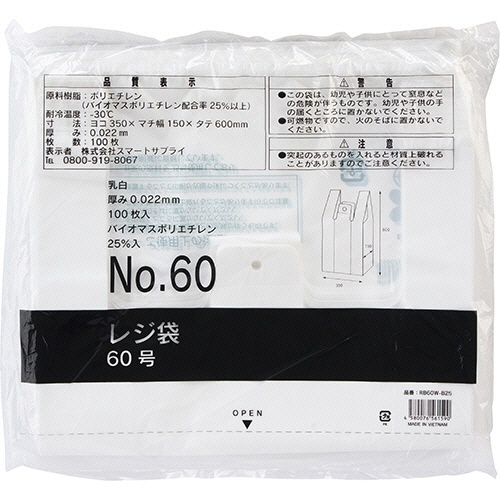 品質表示
原料樹脂：ポリエチレン
(バイオマスポリエチレン配合率25%以上)
耐冷温度：-30℃
寸法：ヨコ350×マチ幅150×タテ600mm
厚み：0.022mm
枚数：100枚
表示者 株式会社スマートサプライ
TEL 0800-919-8067
⚠ 警告
●この袋は、幼児や子供にとって窒息など
の危険が伴うものです。幼児や子供の手
の届くところに置かないでください。
●可燃物ですので、火のそばに置かないで
ください。
⚠ 注意
●突起のあるものを入れると材質上破れる
ことがありますのでご注意ください。
乳白
厚み0.022mm
100枚入
バイオマスポリエチレン
25%入
No.60
600
150
350
レジ袋
60号
OPEN
品番：RB60W-B25
4 580076 561590
MADE IN VIETNAM
PE